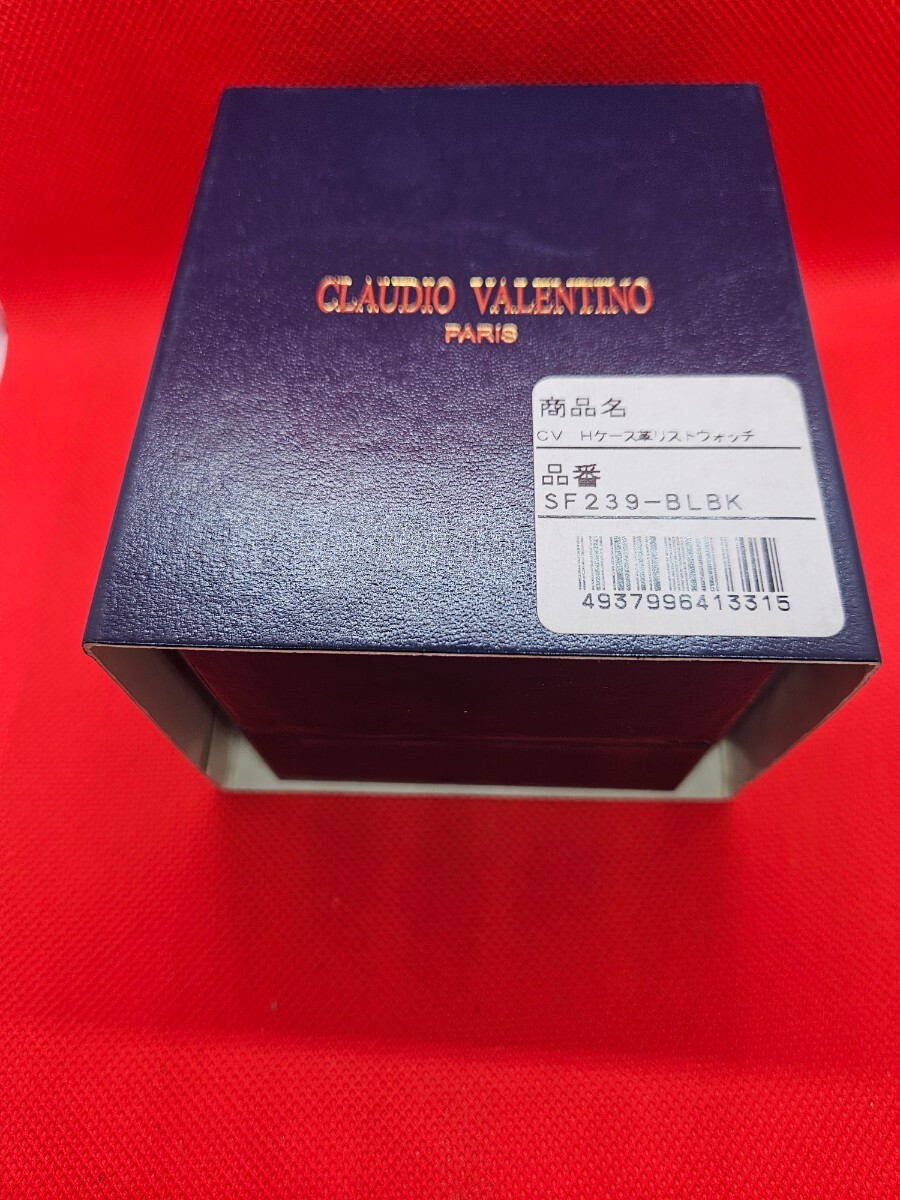 CLAUDIO VALENTINO
PARIS
商品名
CV　Hケース革リストウォッチ
品番
SF239-BLBK
4937996413315